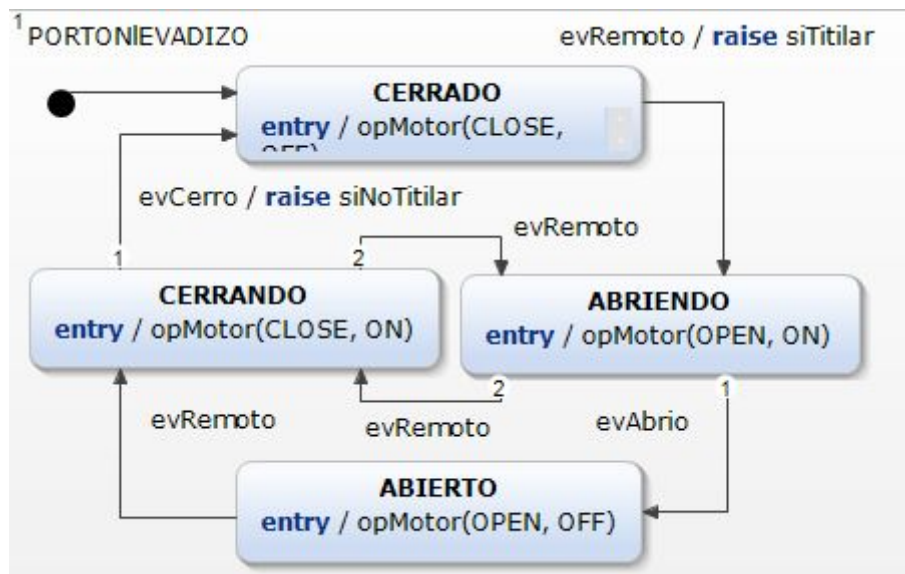 1
PORTONlEVADIZO
evRemoto / raise siTitilar
CERRADO
entry / opMotor(CLOSE,
OFF)
evCerro / raise siNoTitilar
evRemoto
1
2
CERRANDO
entry / opMotor(CLOSE, ON)
ABRIENDO
entry / opMotor(OPEN, ON)
2
1
evRemoto
evRemoto
evAbrio
ABIERTO
entry / opMotor(OPEN, OFF)